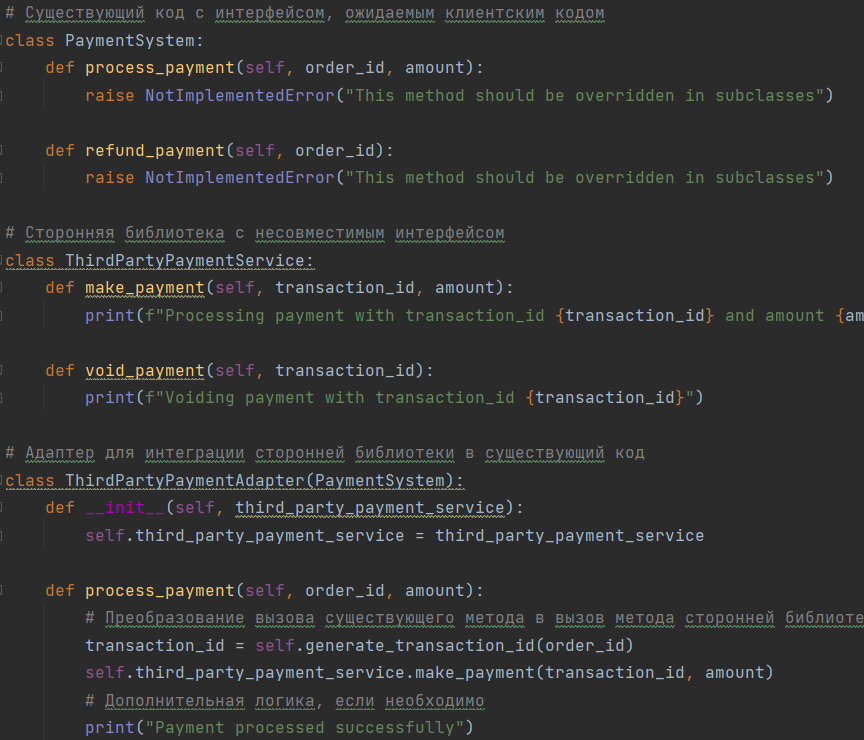 # Существующий код с интерфейсом, ожидаемым клиентским кодом
class PaymentSystem:
    def process_payment(self, order_id, amount):
        raise NotImplementedError("This method should be overridden in subclasses")

    def refund_payment(self, order_id):
        raise NotImplementedError("This method should be overridden in subclasses")

# Сторонняя библиотека с несовместимым интерфейсом
class ThirdPartyPaymentService:
    def make_payment(self, transaction_id, amount):
        print(f"Processing payment with transaction_id {transaction_id} and amount {am

    def void_payment(self, transaction_id):
        print(f"Voiding payment with transaction_id {transaction_id}")

# Адаптер для интеграции сторонней библиотеки в существующий код
class ThirdPartyPaymentAdapter(PaymentSystem):
    def __init__(self, third_party_payment_service):
        self.third_party_payment_service = third_party_payment_service

    def process_payment(self, order_id, amount):
        # Преобразование вызова существующего метода в вызов метода сторонней библиоте
        transaction_id = self.generate_transaction_id(order_id)
        self.third_party_payment_service.make_payment(transaction_id, amount)
        # Дополнительная логика, если необходимо
        print("Payment processed successfully")